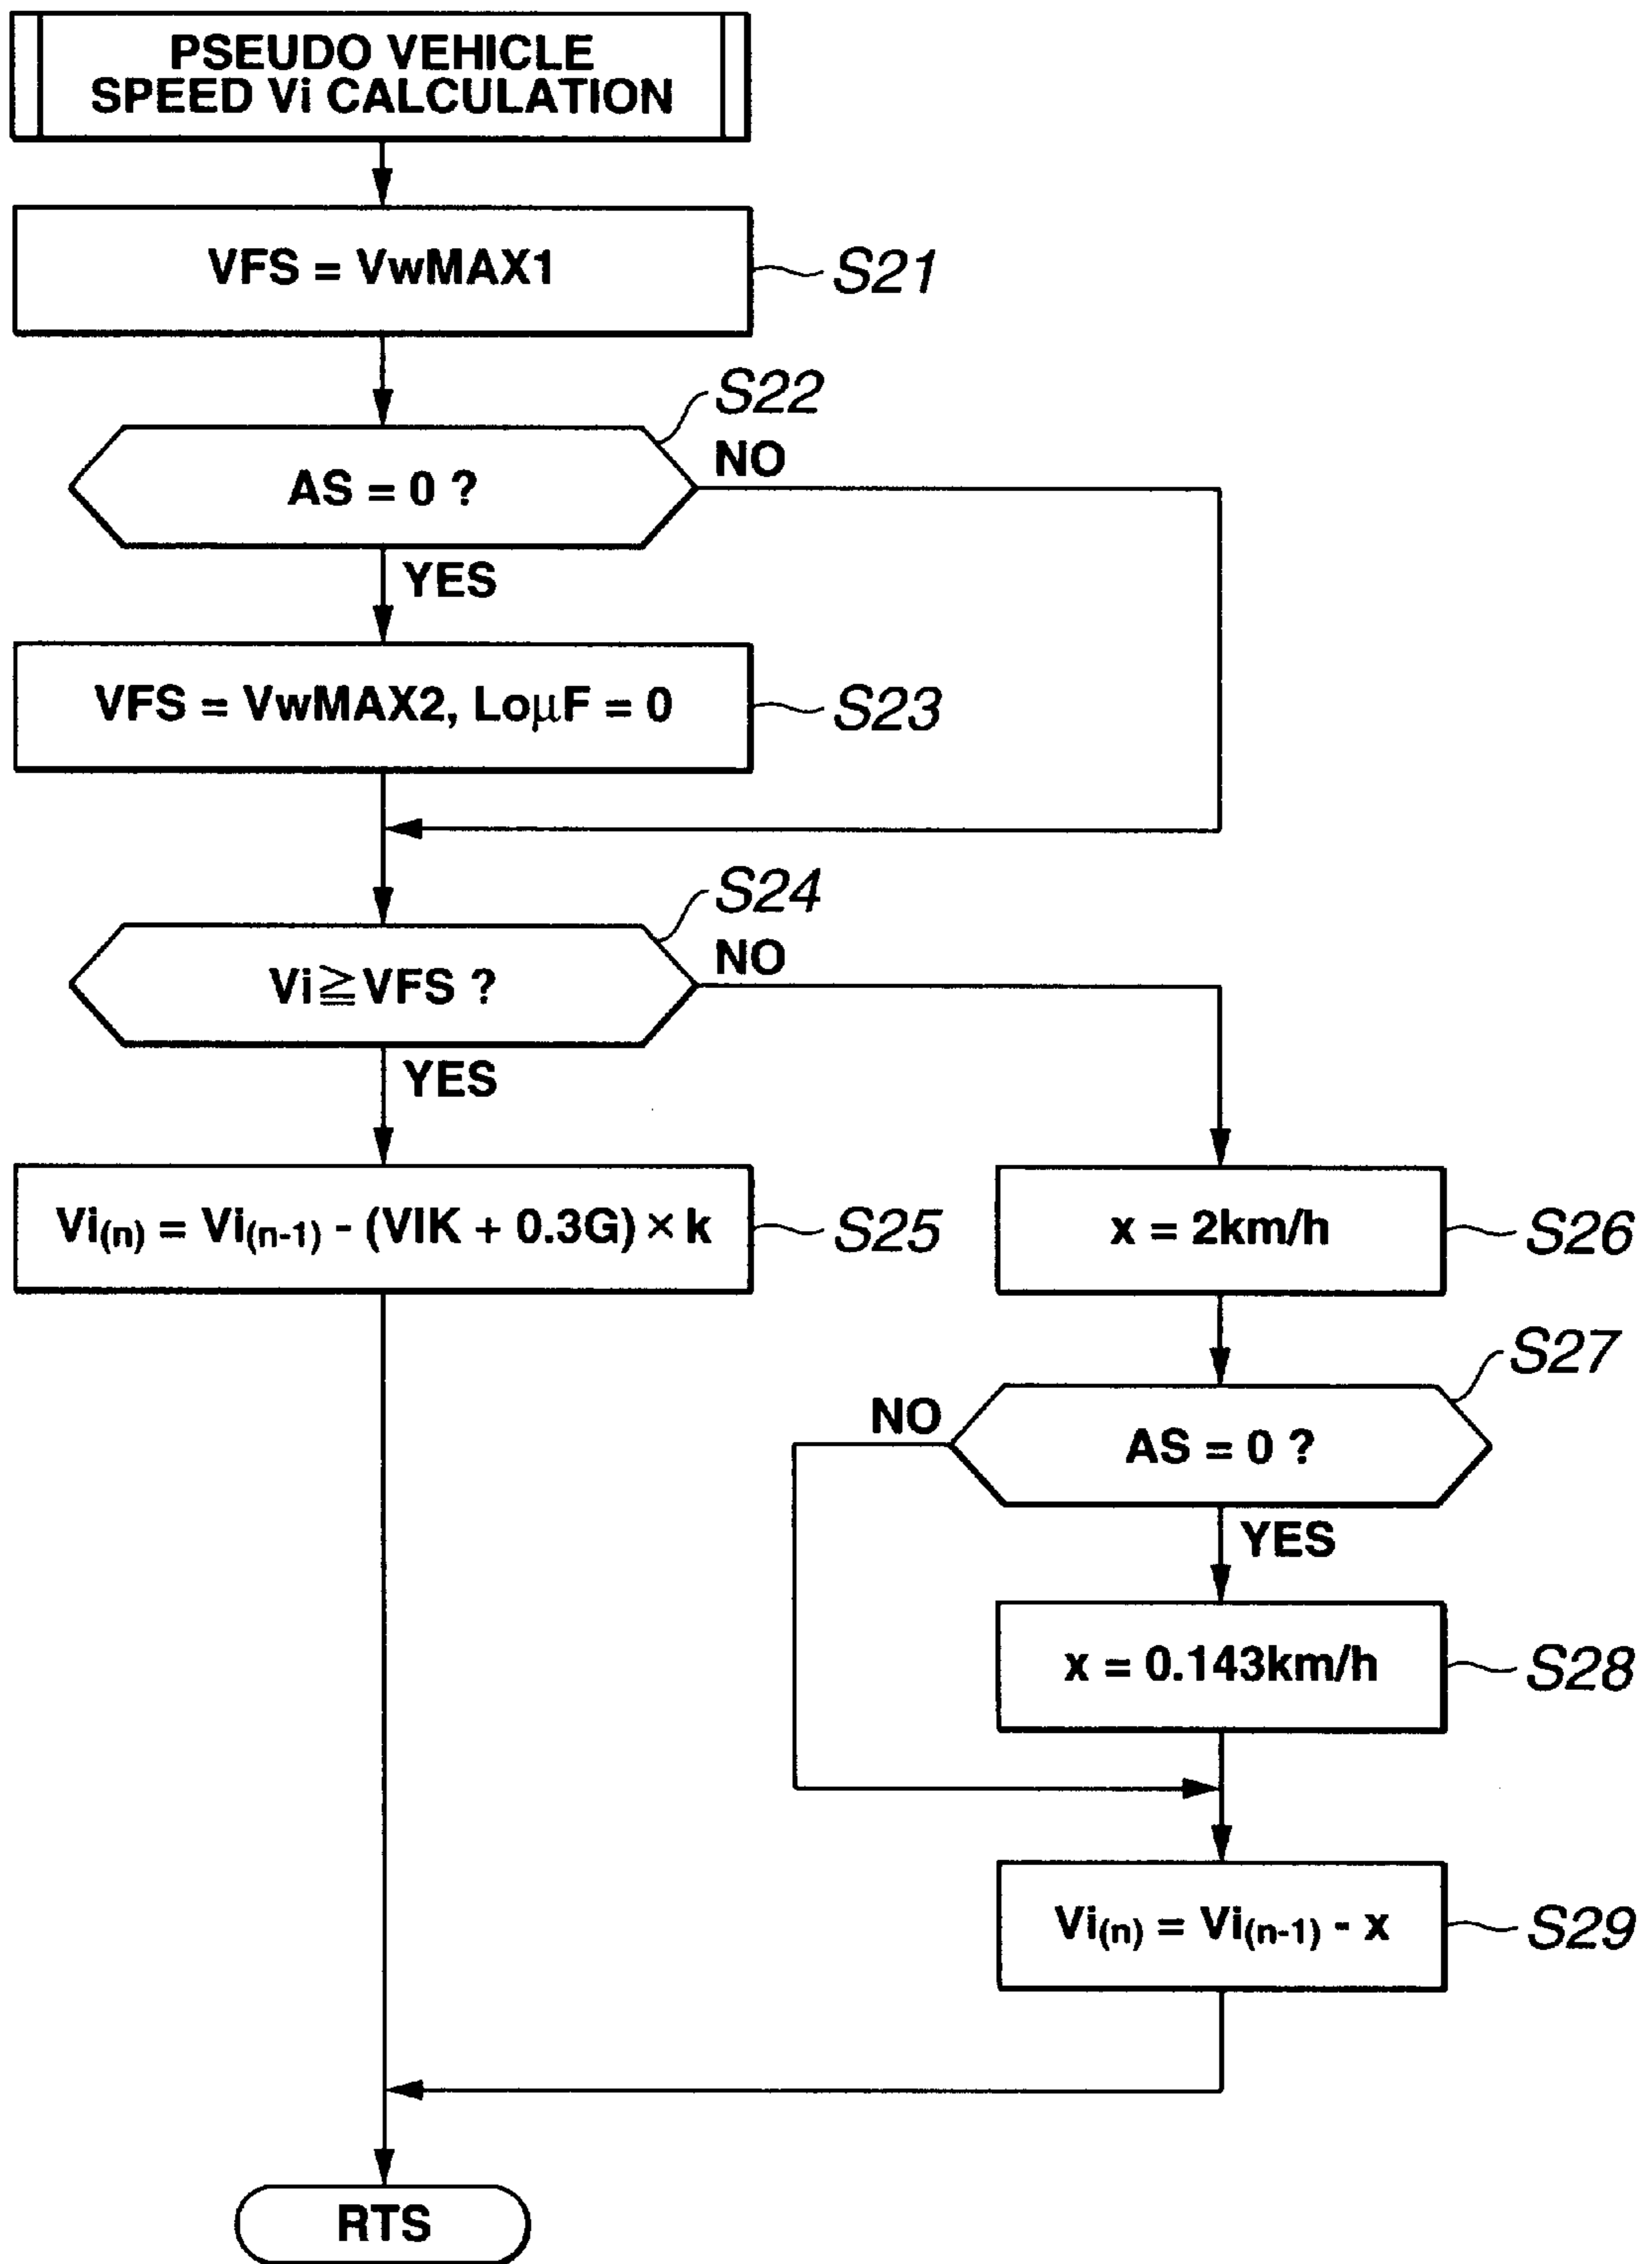 PSEUDO VEHICLE
SPEED Vi CALCULATION
VFS = VwMAX1
S21
S22
AS = 0 ?
NO
YES
VFS = VwMAX2, LoμF = 0
S23
S24
Vi≧VFS ?
NO
YES
Vi(n) = Vi(n-1) - (VIK + 0.3G) × k
S25
x = 2km/h
S26
S27
NO
AS = 0 ?
YES
x = 0.143km/h
S28
Vi(n) = Vi(n-1) - x
S29
RTS